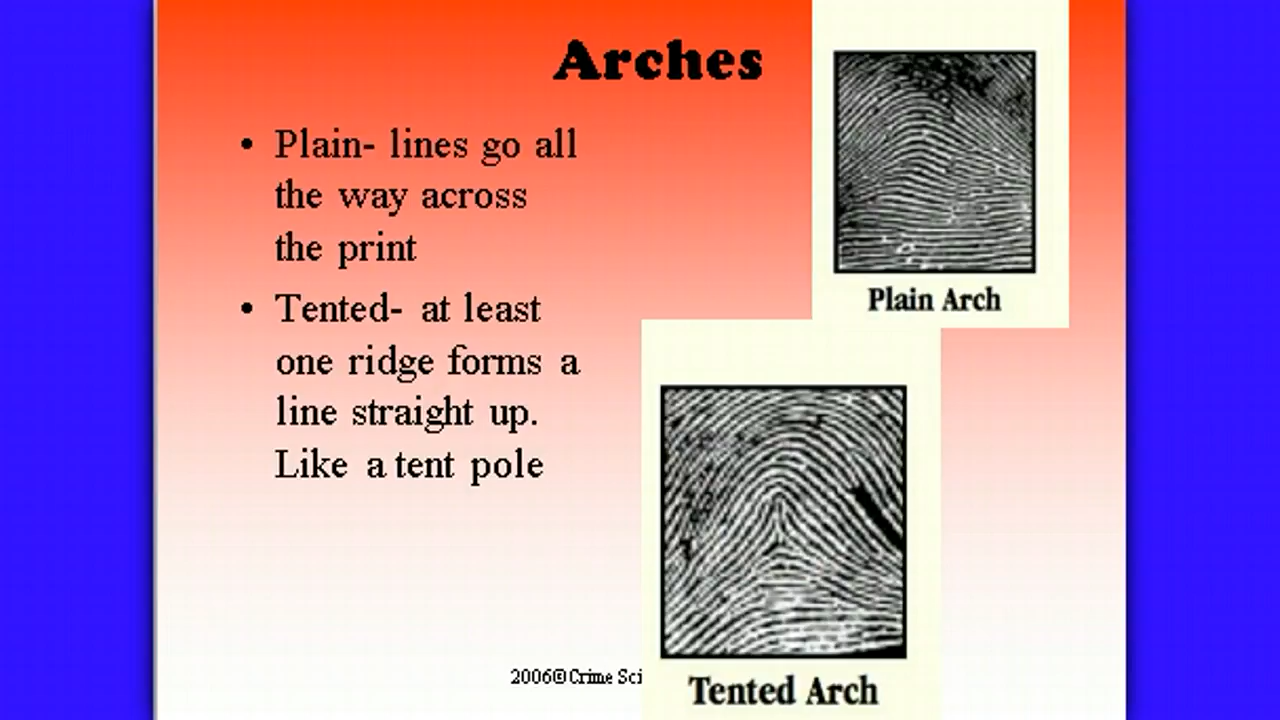 Arches
• Plain- lines go all
the way across
the print
• Tented- at least
one ridge forms a
line straight up.
Like a tent pole
Plain Arch
Tented Arch
2006©Crime Sci